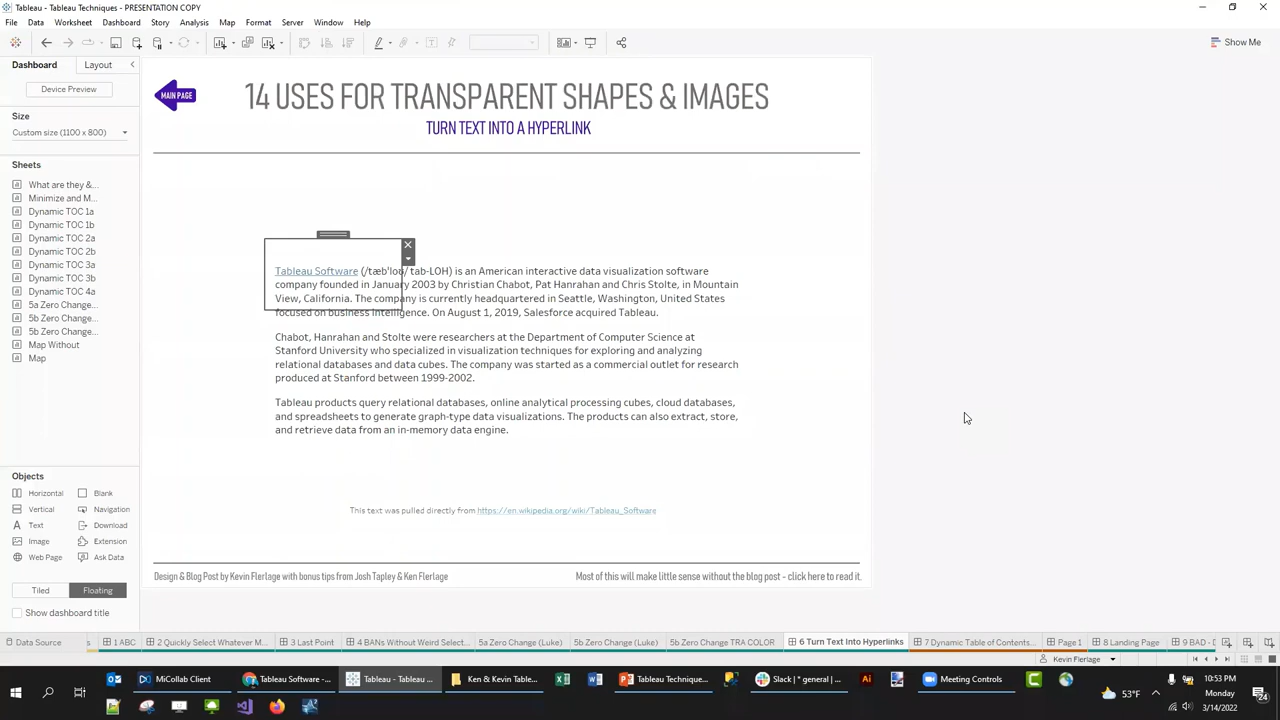 Tableau - Tableau Techniques - PRESENTATION COPY
File Data Worksheet Dashboard Story Analysis Map Format Server Window Help
Show Me
Dashboard Layout
Device Preview
Size
Custom size (1100 x 800)
Sheets
What are they &...
Minimize and M...
Dynamic TOC 1a
Dynamic TOC 1b
Dynamic TOC 2a
Dynamic TOC 2b
Dynamic TOC 3a
Dynamic TOC 3b
Dynamic TOC 4a
5a Zero Change...
5b Zero Change...
5b Zero Change...
Map Without
Map
Objects
Horizontal Blank
Vertical Navigation
Text Download
Image Extension
Web Page Ask Data
Tiled Floating
Show dashboard title
MAIN PAGE
14 USES FOR TRANSPARENT SHAPES & IMAGES
TURN TEXT INTO A HYPERLINK
Tableau Software (/tæbˈloʊ/ tab-LOH) is an American interactive data visualization software
company founded in January 2003 by Christian Chabot, Pat Hanrahan and Chris Stolte, in Mountain
View, California. The company is currently headquartered in Seattle, Washington, United States
focused on business intelligence. On August 1, 2019, Salesforce acquired Tableau.
Chabot, Hanrahan and Stolte were researchers at the Department of Computer Science at
Stanford University who specialized in visualization techniques for exploring and analyzing
relational databases and data cubes. The company was started as a commercial outlet for research
produced at Stanford between 1999-2002.
Tableau products query relational databases, online analytical processing cubes, cloud databases,
and spreadsheets to generate graph-type data visualizations. The products can also extract, store,
and retrieve data from an in-memory data engine.
This text was pulled directly from https://en.wikipedia.org/wiki/Tableau_Software
Design & Blog Post by Kevin Flerlage with bonus tips from Josh Tapley & Ken Flerlage
Most of this will make little sense without the blog post - click here to read it.
Data Source s 1 ABC 2 Quickly Select Whatever M... 3 Last Point 4 BANs Without Weird Select... 5a Zero Change (Luke) 5b Zero Change (Luke) 5b Zero Change TRA COLOR 6 Turn Text Into Hyperlinks 7 Dynamic Table of Contents... Page 1 8 Landing Page 9 BAD - D
Kevin Flerlage
MiCollab Client Tableau Software -... Tableau - Tableau ... Ken & Kevin Table... Tableau Technique... Slack | * general | ... Ai Meeting Controls
53°F
10:53 PM
Monday
3/14/2022
24